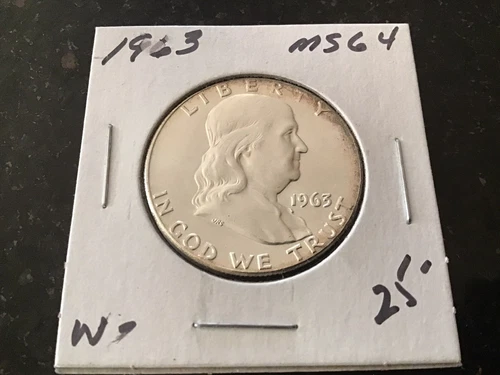 1963 MS64
LIBERTY
1963
IN GOD WE TRUST
25.